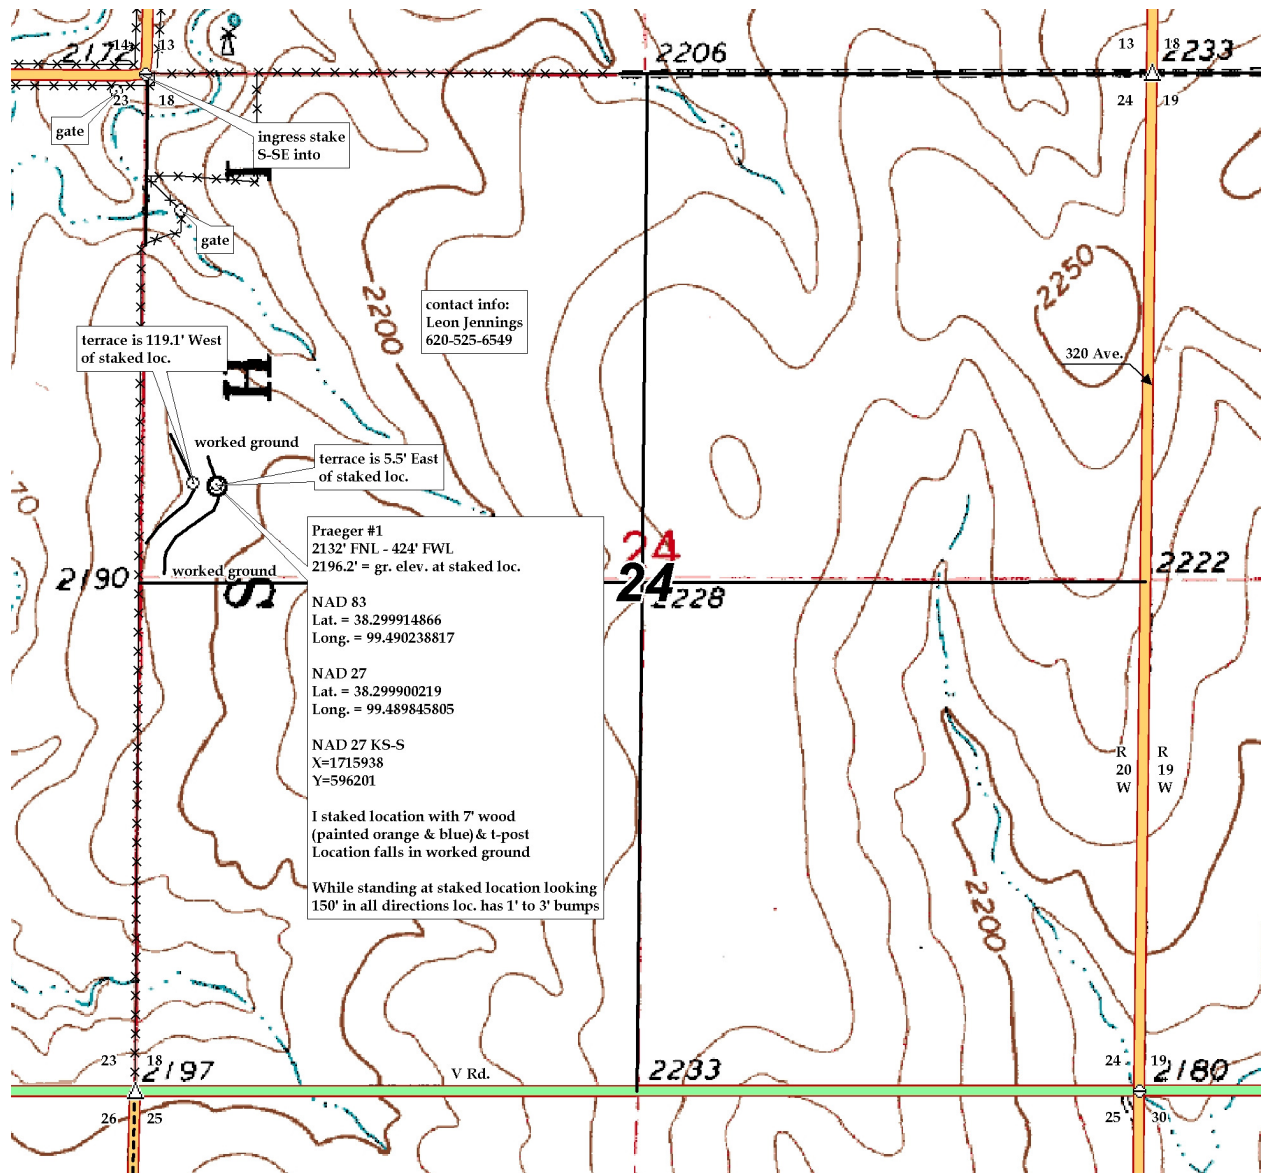 2172
14
13
23
18
gate
ingress stake
S-SE into
2206
13
18
2233
24
19
gate
2200
contact info:
Leon Jennings
620-525-6549
2250
320 Ave.
terrace is 119.1' West
of staked loc.
H
worked ground
terrace is 5.5' East
of staked loc.
Praeger #1
2132' FNL - 424' FWL
2196.2' = gr. elev. at staked loc.

NAD 83
Lat. = 38.299914866
Long. = 99.490238817

NAD 27
Lat. = 38.299900219
Long. = 99.489845805

NAD 27 KS-S
X=1715938
Y=596201

I staked location with 7' wood
(painted orange & blue)& t-post
Location falls in worked ground

While standing at staked location looking
150' in all directions loc. has 1' to 3' bumps
worked ground
2190
S
24
24
2228
2222
R
20
W
R
19
W
2200
23
18
2197
V Rd.
2233
24
19
2180
26
25
25
30